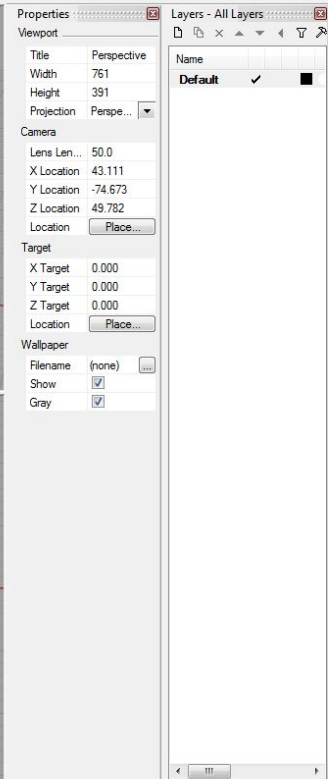 Properties
Viewport
Title Perspective
Width 761
Height 391
Projection Perspe...
Camera
Lens Len... 50.0
X Location 43.111
Y Location -74.673
Z Location 49.782
Location Place...
Target
X Target 0.000
Y Target 0.000
Z Target 0.000
Location Place...
Wallpaper
Filename (none) ...
Show
Gray
Layers - All Layers
Name
Default